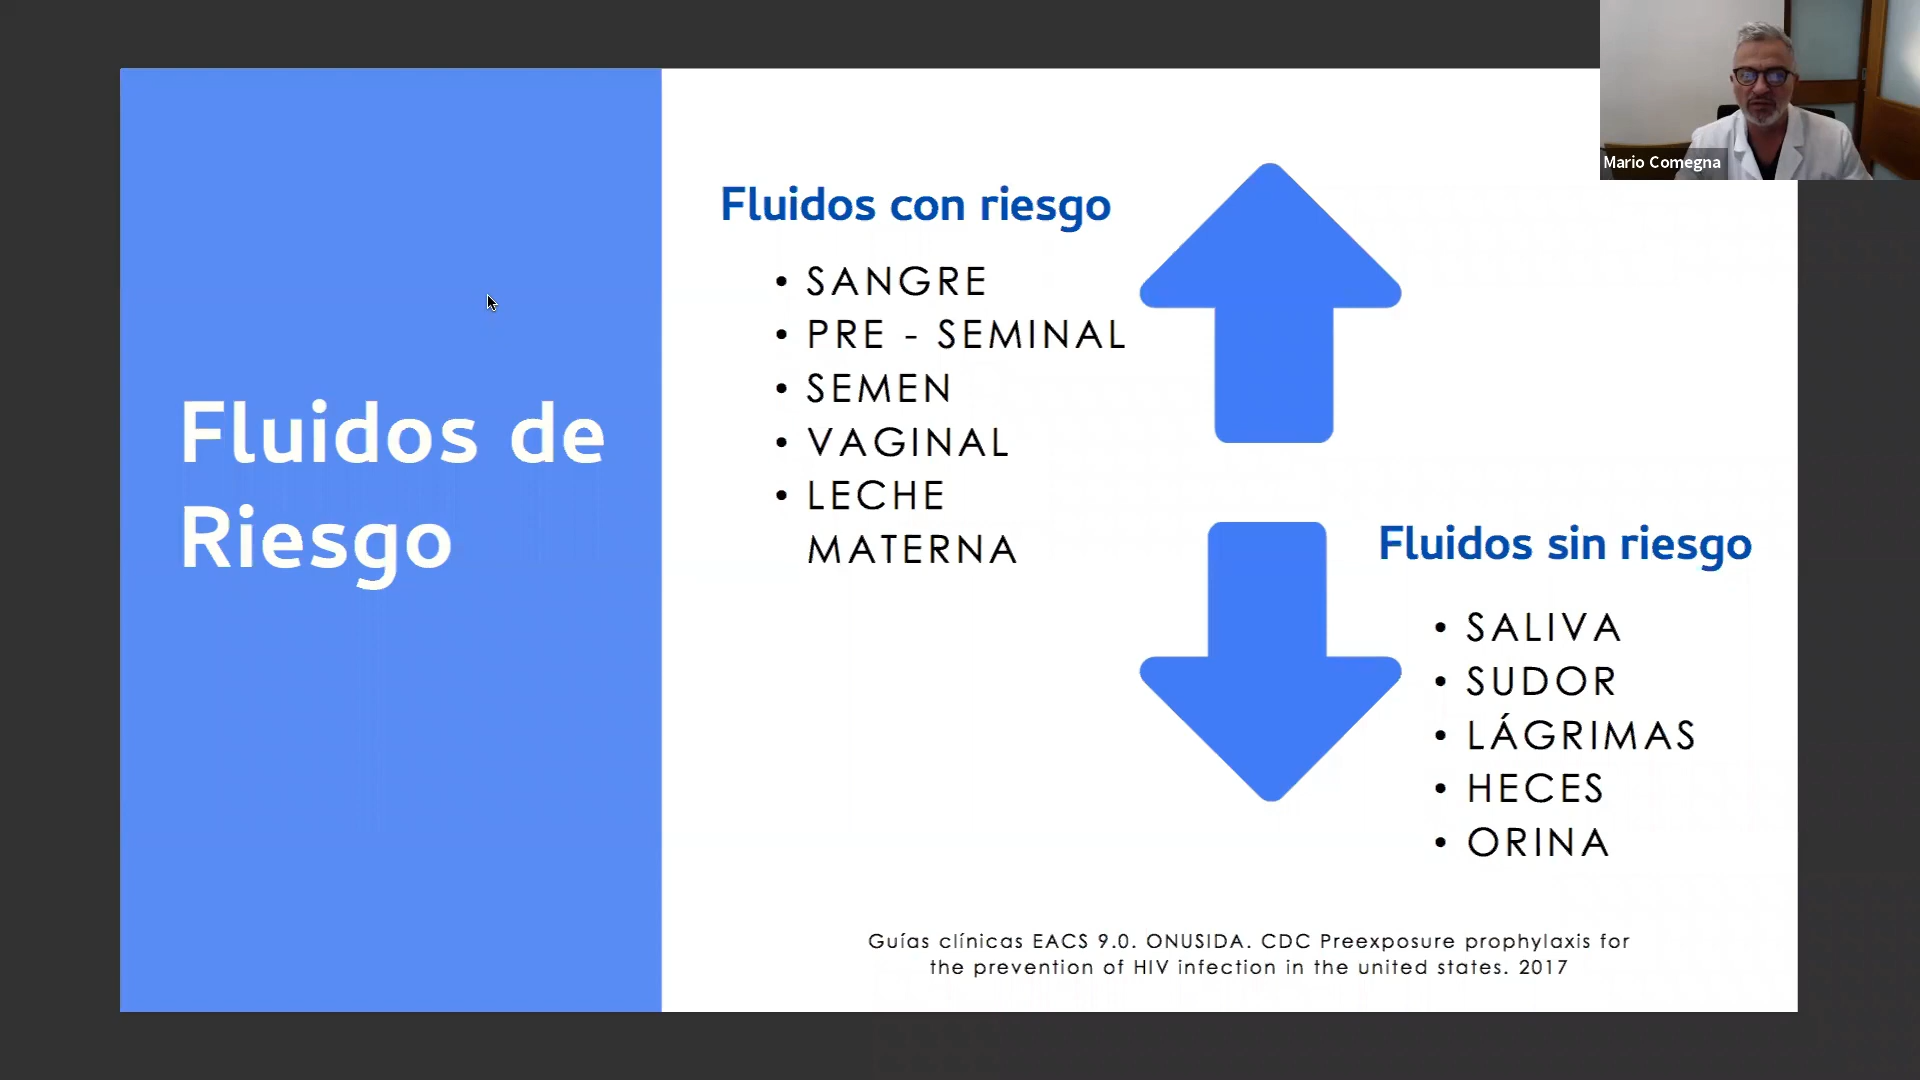 Fluidos de
Riesgo
Fluidos con riesgo
• SANGRE
• PRE - SEMINAL
• SEMEN
• VAGINAL
• LECHE
MATERNA
Fluidos sin riesgo
• SALIVA
• SUDOR
• LÁGRIMAS
• HECES
• ORINA
Guías clínicas EACS 9.0. ONUSIDA. CDC Preexposure prophylaxis for
the prevention of HIV infection in the united states. 2017
Mario Comegna